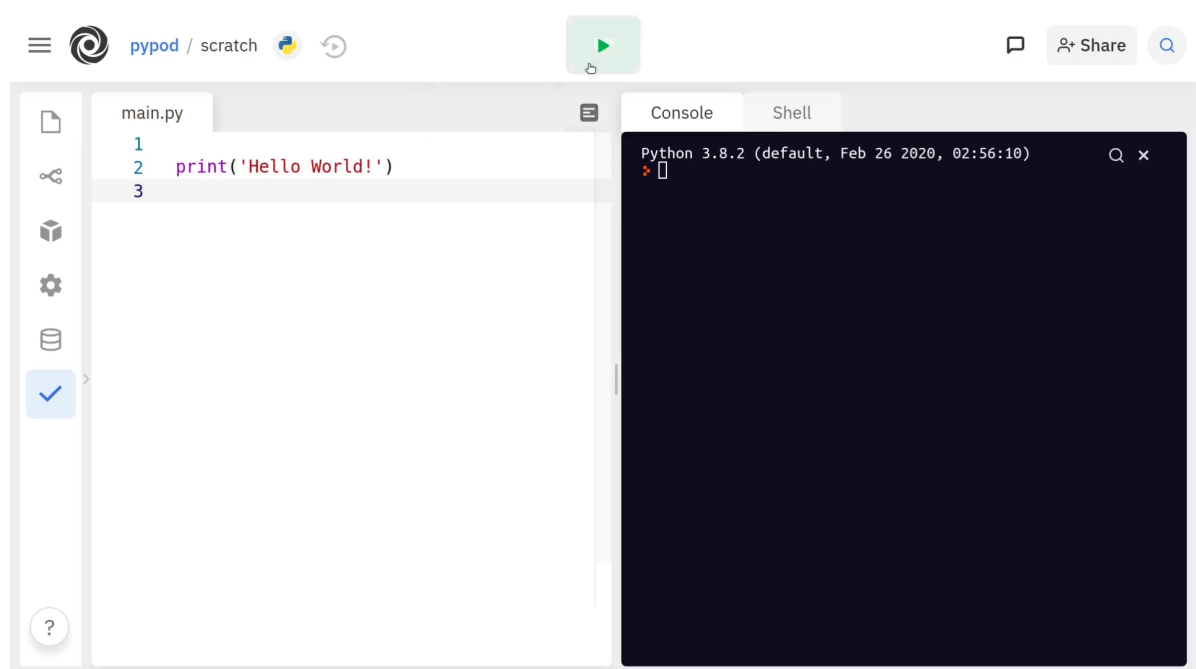 pypod / scratch
Share
main.py
Console
Shell
1
2 print('Hello World!')
3
Python 3.8.2 (default, Feb 26 2020, 02:56:10)
?